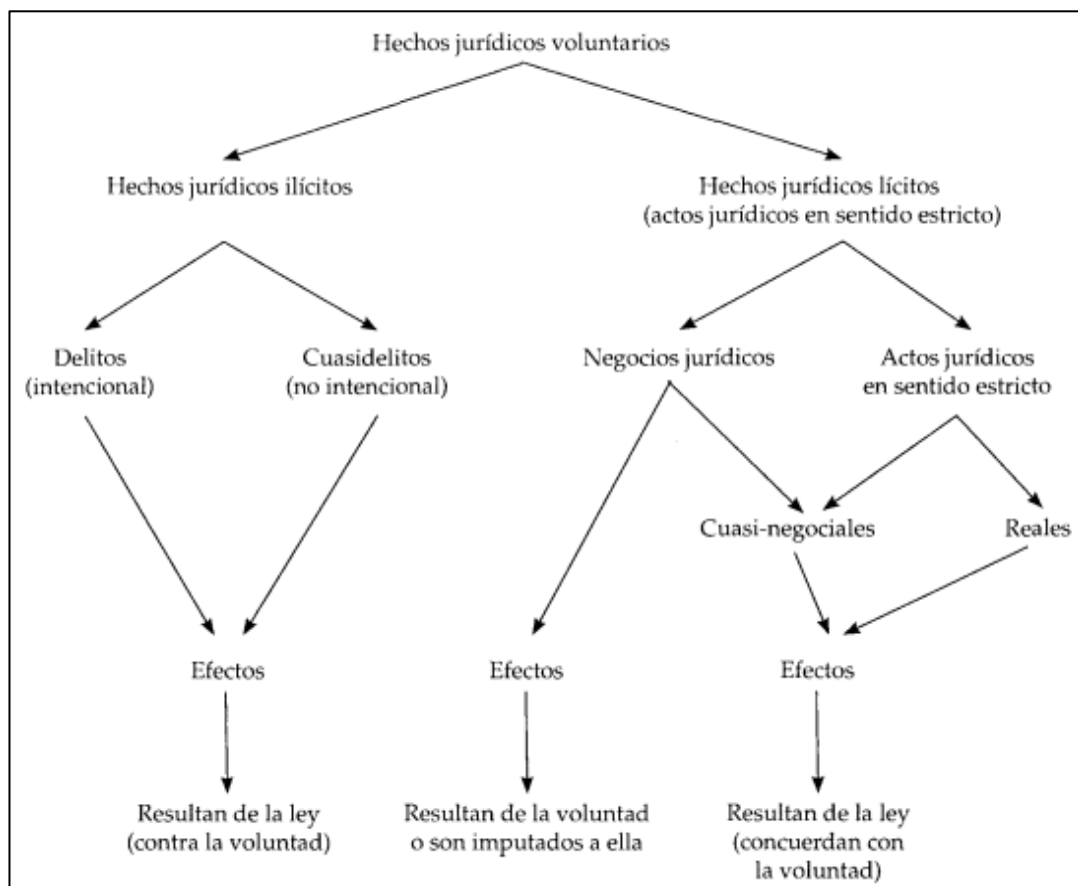 Hechos jurídicos voluntarios
Hechos jurídicos ilícitos
Hechos jurídicos lícitos
(actos jurídicos en sentido estricto)
Delitos
(intencional)
Cuasidelitos
(no intencional)
Negocios jurídicos
Actos jurídicos
en sentido estricto
Cuasi-negociales
Reales
Efectos
Efectos
Efectos
Resultan de la ley
(contra la voluntad)
Resultan de la voluntad
o son imputados a ella
Resultan de la ley
(concuerdan con
la voluntad)